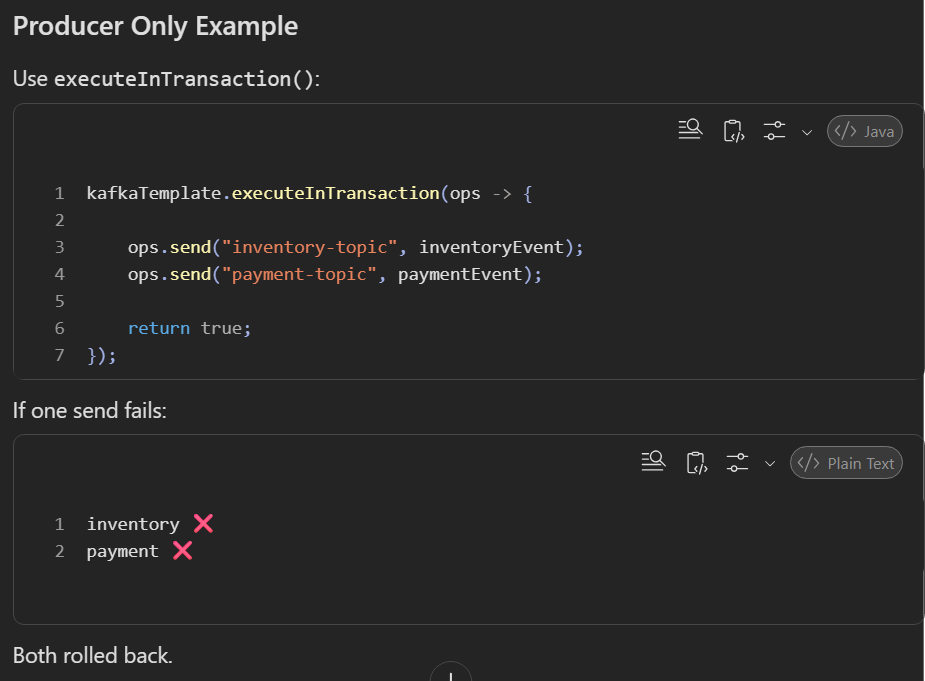 Producer Only Example
Use executeInTransaction():
</> Java
1 kafkaTemplate.executeInTransaction(ops -> {
2
3     ops.send("inventory-topic", inventoryEvent);
4     ops.send("payment-topic", paymentEvent);
5
6     return true;
7 });
If one send fails:
</> Plain Text
1 inventory ❌
2 payment ❌
Both rolled back.